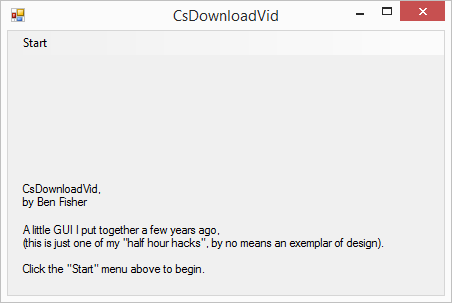 CsDownloadVid
Start
CsDownloadVid,
by Ben Fisher
A little GUI I put together a few years ago,
(this is just one of my "half hour hacks", by no means an exemplar of design).
Click the "Start" menu above to begin.